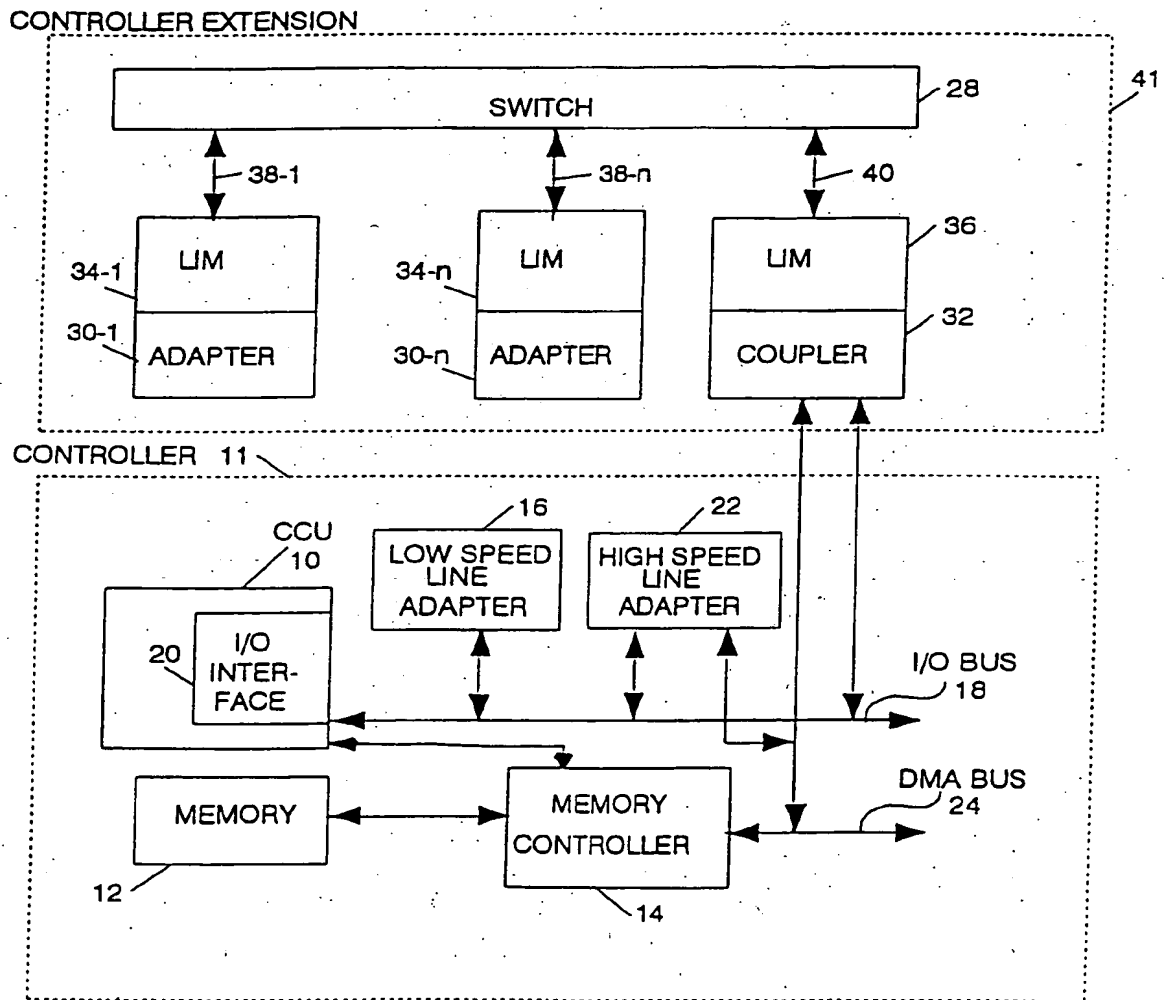 CONTROLLER EXTENSION
41
28
SWITCH
38-1
38-n
40
LIM
LIM
LIM
36
34-1
34-n
32
30-1
ADAPTER
30-n
ADAPTER
COUPLER
CONTROLLER 11
CCU
10
16
22
LOW SPEED
LINE
ADAPTER
HIGH SPEED
LINE
ADAPTER
20
I/O
INTER-
FACE
I/O BUS
18
MEMORY
MEMORY
CONTROLLER
DMA BUS
24
12
14